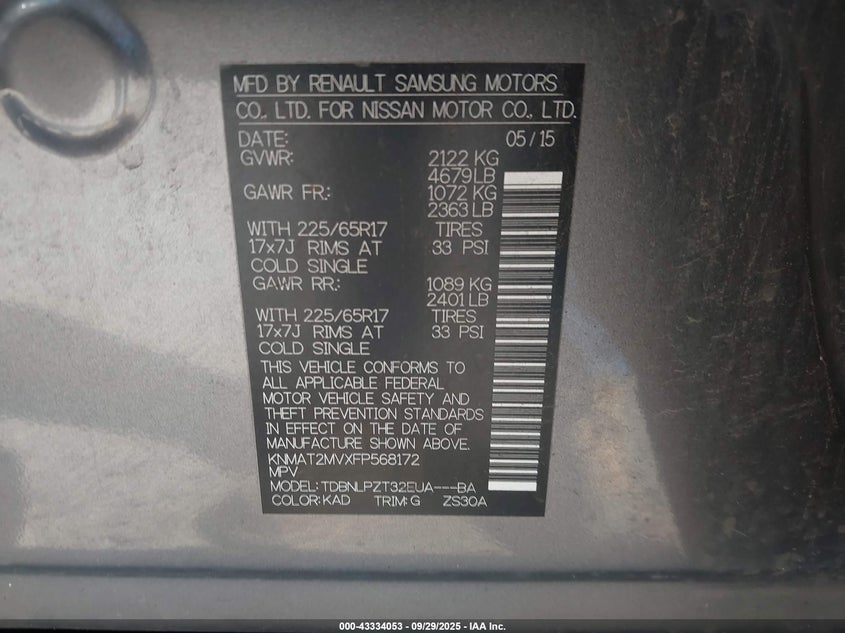 MFD BY RENAULT SAMSUNG MOTORS
CO., LTD. FOR NISSAN MOTOR CO., LTD.
DATE: 05/15
GVWR: 2122 KG
4679 LB
GAWR FR.: 1072 KG
2363 LB
WITH 225/65R17 TIRES
17x7J RIMS AT 33 PSI
COLD SINGLE
GAWR RR.: 1089 KG
2401 LB
WITH 225/65R17 TIRES
17x7J RIMS AT 33 PSI
COLD SINGLE
THIS VEHICLE CONFORMS TO
ALL APPLICABLE FEDERAL
MOTOR VEHICLE SAFETY AND
THEFT PREVENTION STANDARDS
IN EFFECT ON THE DATE OF
MANUFACTURE SHOWN ABOVE.
KNMAT2MVXFP568172
MPV
MODEL: TDBNLPZT32EUA---BA
COLOR: KAD TRIM: G ZS30A
000-43334053 - 09/29/2025 - IAA Inc.